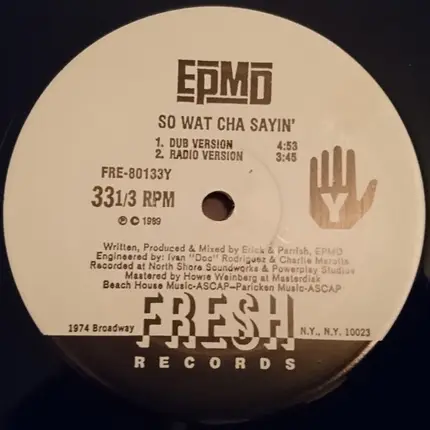 EPMD
SO WAT CHA SAYIN'
1. DUB VERSION 4:53
2. RADIO VERSION 3:45
FRE-80133Y
33 1/3 RPM
Ⓟ © 1989
Y
Written, Produced & Mixed by Erick & Parrish, EPMD
Engineered by: Ivan "Doc" Rodriguez & Charlie Marotta
Recorded at North Shore Soundworks & Powerplay Studios
Mastered by Howie Weinberg at Masterdisk
Beach House Music-ASCAP-Paricken Music-ASCAP
1974 Broadway FRESH N.Y., N.Y. 10023
RECORDS